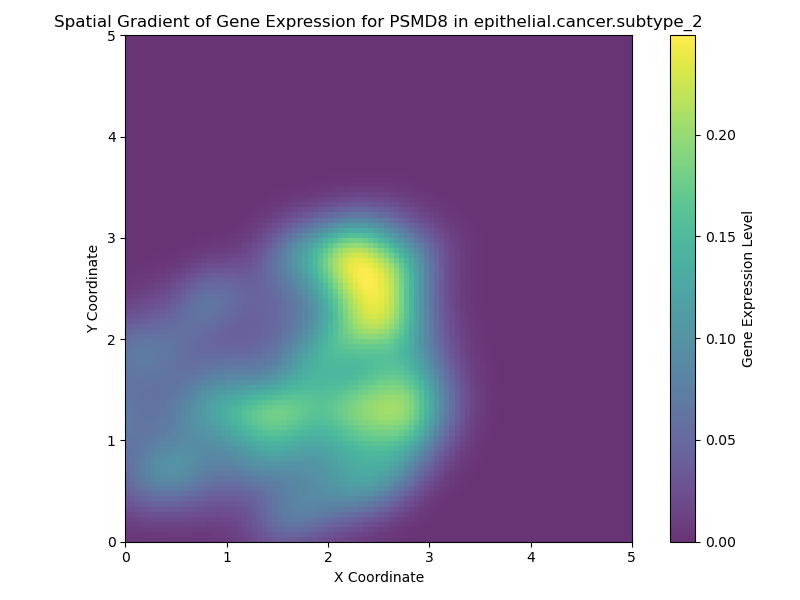 Spatial Gradient of Gene Expression for PSMD8 in epithelial.cancer.subtype_2
5
4
3
2
1
0
Y Coordinate
0 1 2 3 4 5
X Coordinate
0.20
0.15
0.10
0.05
0.00
Gene Expression Level